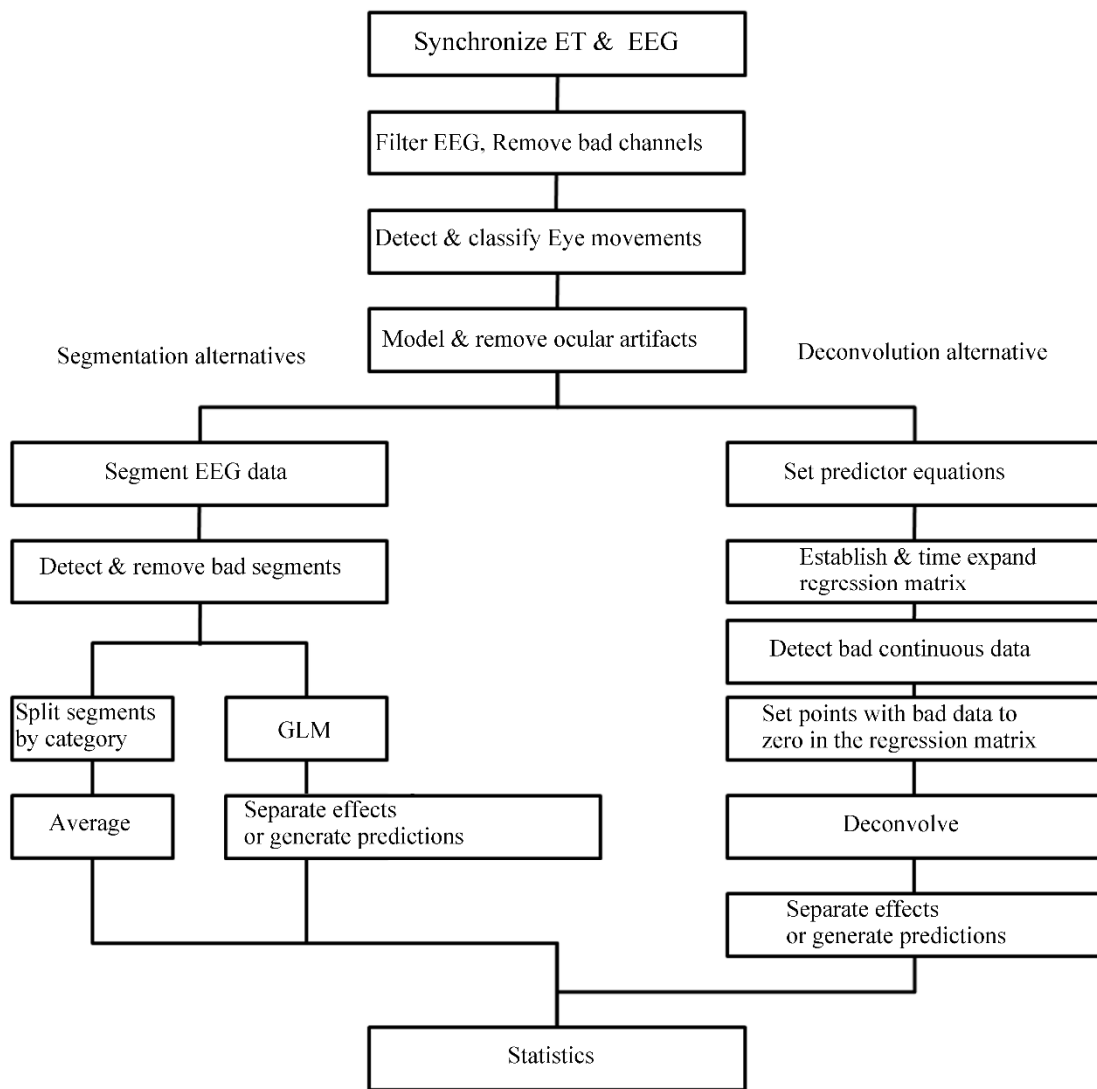 Synchronize ET & EEG
Filter EEG, Remove bad channels
Detect & classify Eye movements
Model & remove ocular artifacts
Segmentation alternatives
Deconvolution alternative
Segment EEG data
Detect & remove bad segments
Split segments
by category
GLM
Average
Separate effects
or generate predictions
Set predictor equations
Establish & time expand
regression matrix
Detect bad continuous data
Set points with bad data to
zero in the regression matrix
Deconvolve
Separate effects
or generate predictions
Statistics